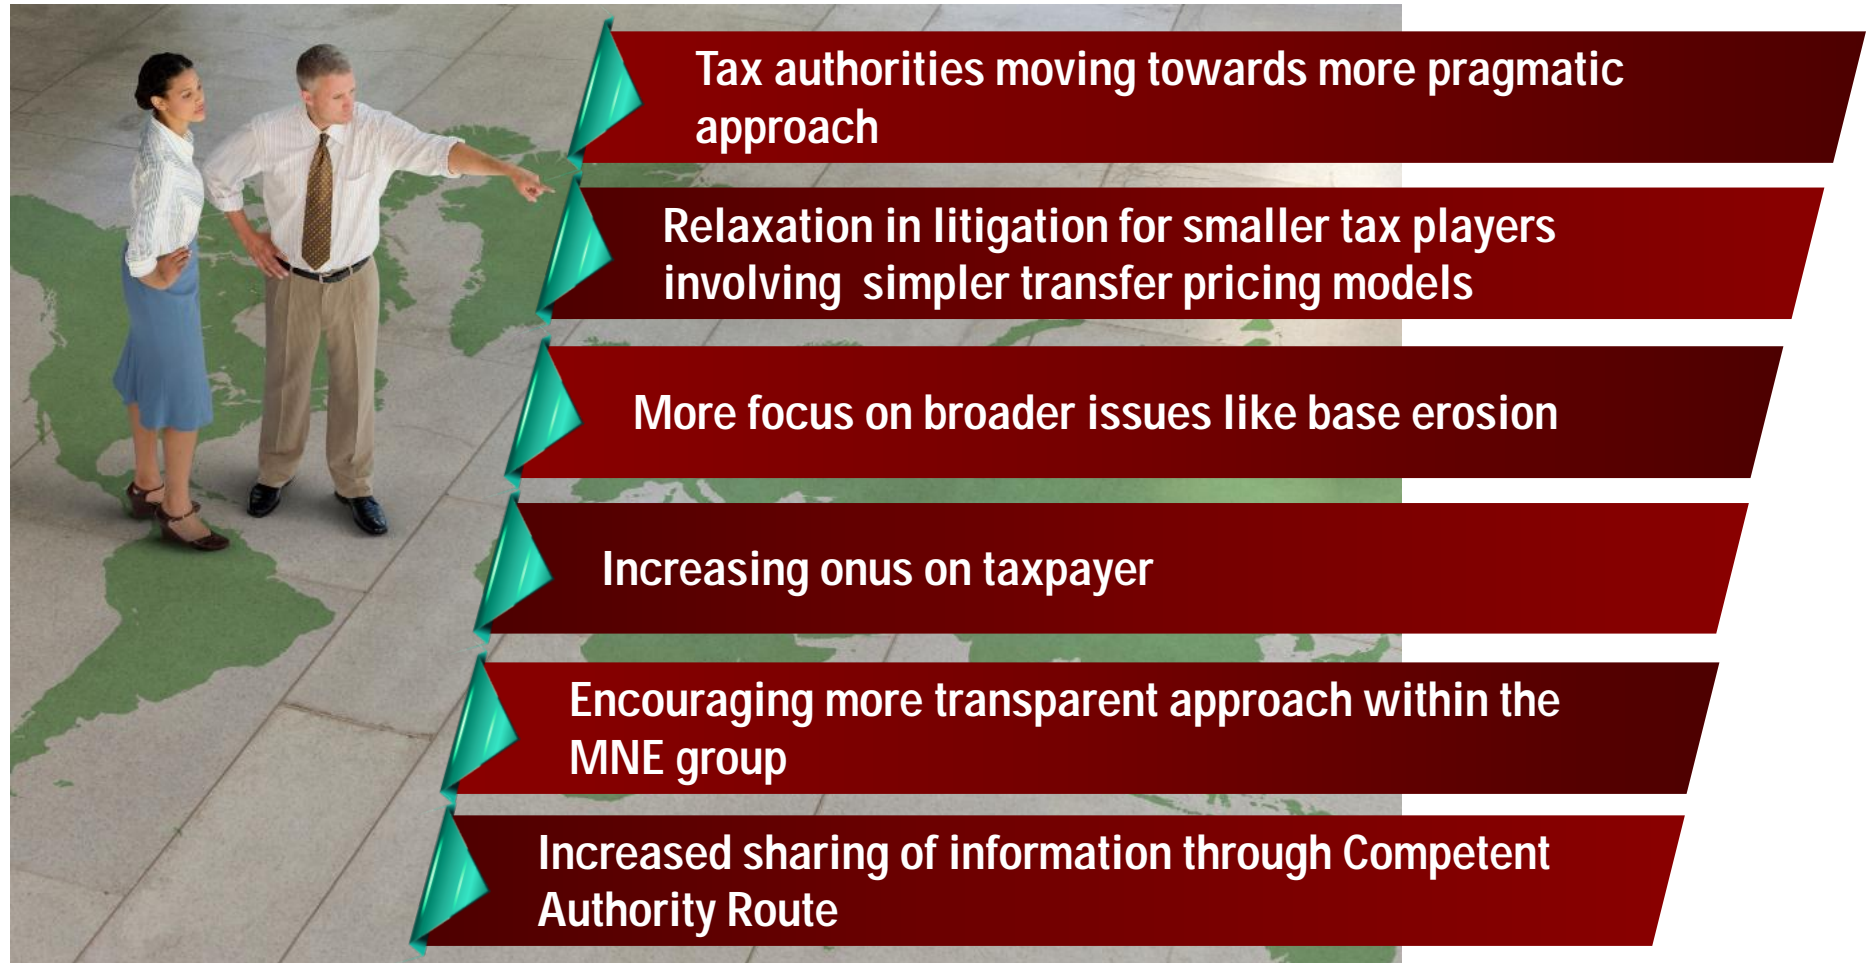 Tax authorities moving towards more pragmatic
approach
Relaxation in litigation for smaller tax players
involving  simpler transfer pricing models
More focus on broader issues like base erosion
Increasing onus on taxpayer
Encouraging more transparent approach within the
MNE group
Increased sharing of information through Competent
Authority Route